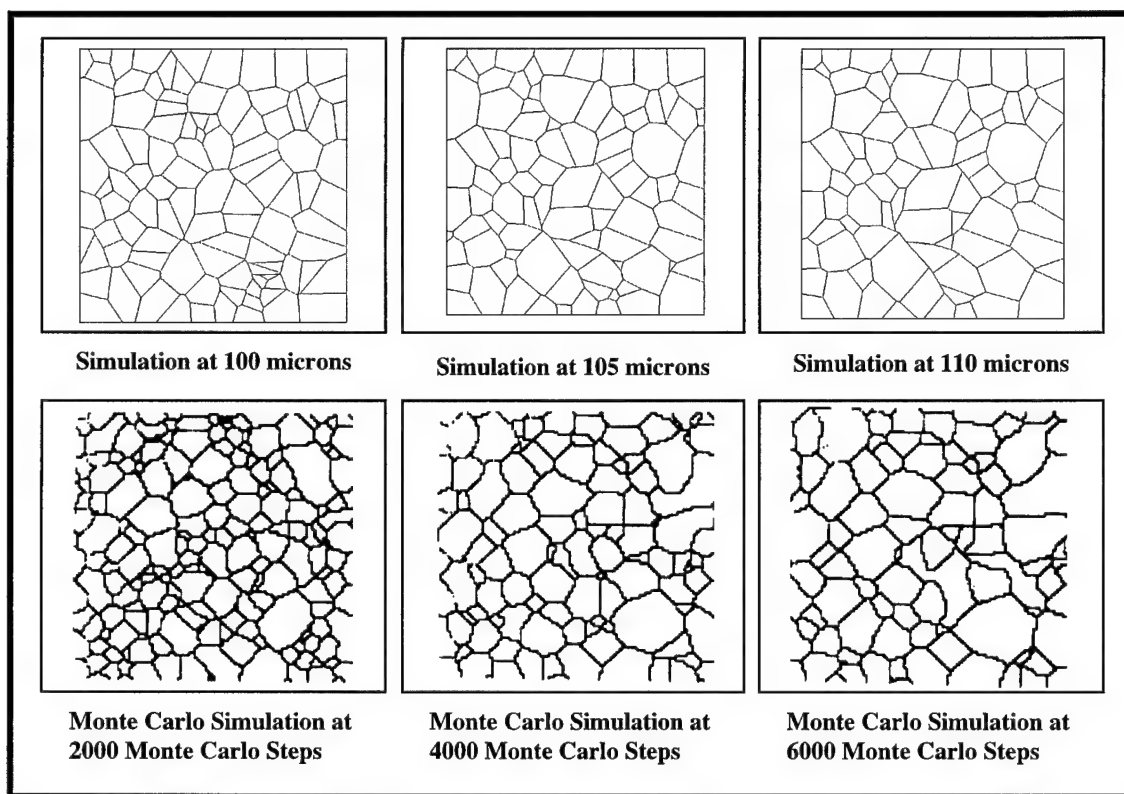 Simulation at 100 microns
Simulation at 105 microns
Simulation at 110 microns
Monte Carlo Simulation at
2000 Monte Carlo Steps
Monte Carlo Simulation at
4000 Monte Carlo Steps
Monte Carlo Simulation at
6000 Monte Carlo Steps